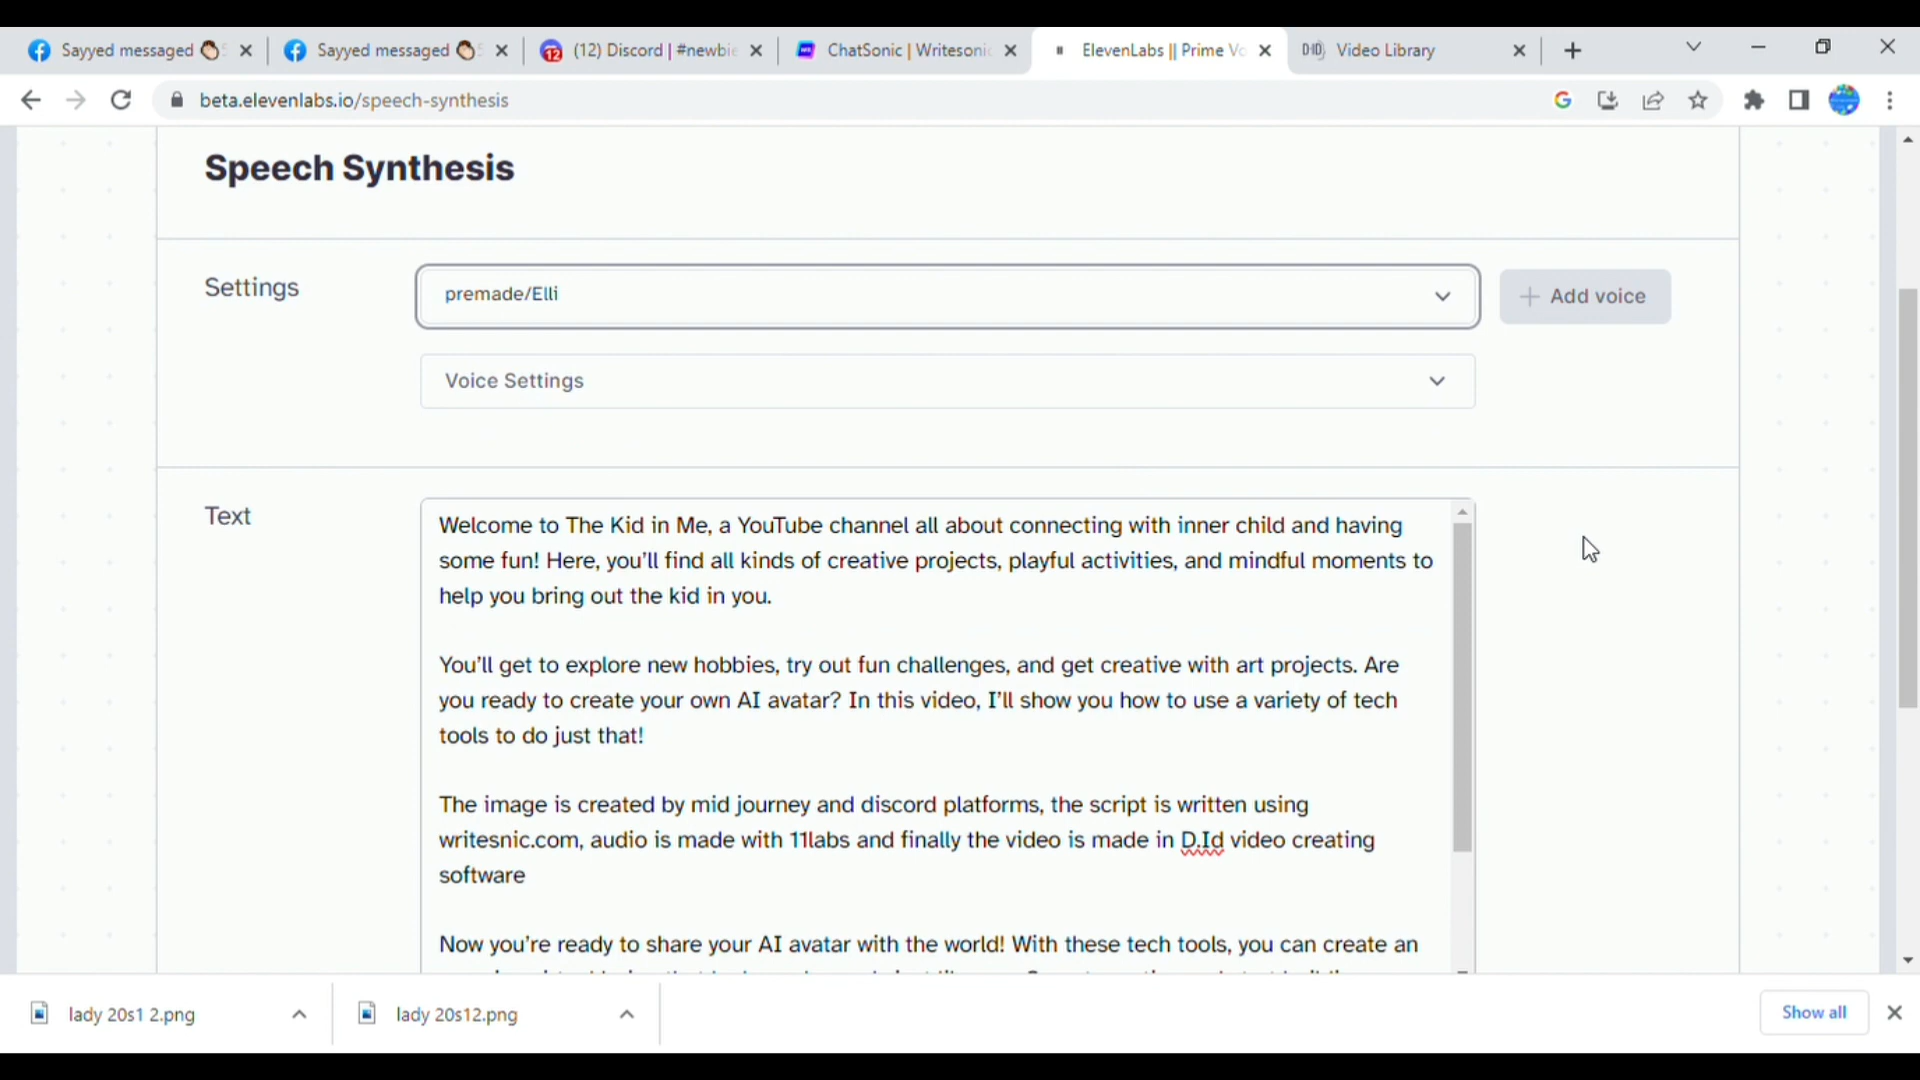 Sayyed messaged
Sayyed messaged
(12) Discord | #newbie
ChatSonic | Writesonic
ElevenLabs || Prime Vo
D-ID Video Library
beta.elevenlabs.io/speech-synthesis
Speech Synthesis
Settings
premade/Elli
Add voice
Voice Settings
Text
Welcome to The Kid in Me, a YouTube channel all about connecting with inner child and having
some fun! Here, you'll find all kinds of creative projects, playful activities, and mindful moments to
help you bring out the kid in you.
You'll get to explore new hobbies, try out fun challenges, and get creative with art projects. Are
you ready to create your own AI avatar? In this video, I'll show you how to use a variety of tech
tools to do just that!
The image is created by mid journey and discord platforms, the script is written using
writesnic.com, audio is made with 11labs and finally the video is made in D.Id video creating
software
Now you're ready to share your AI avatar with the world! With these tech tools, you can create an
lady 20s1 2.png
lady 20s12.png
Show all